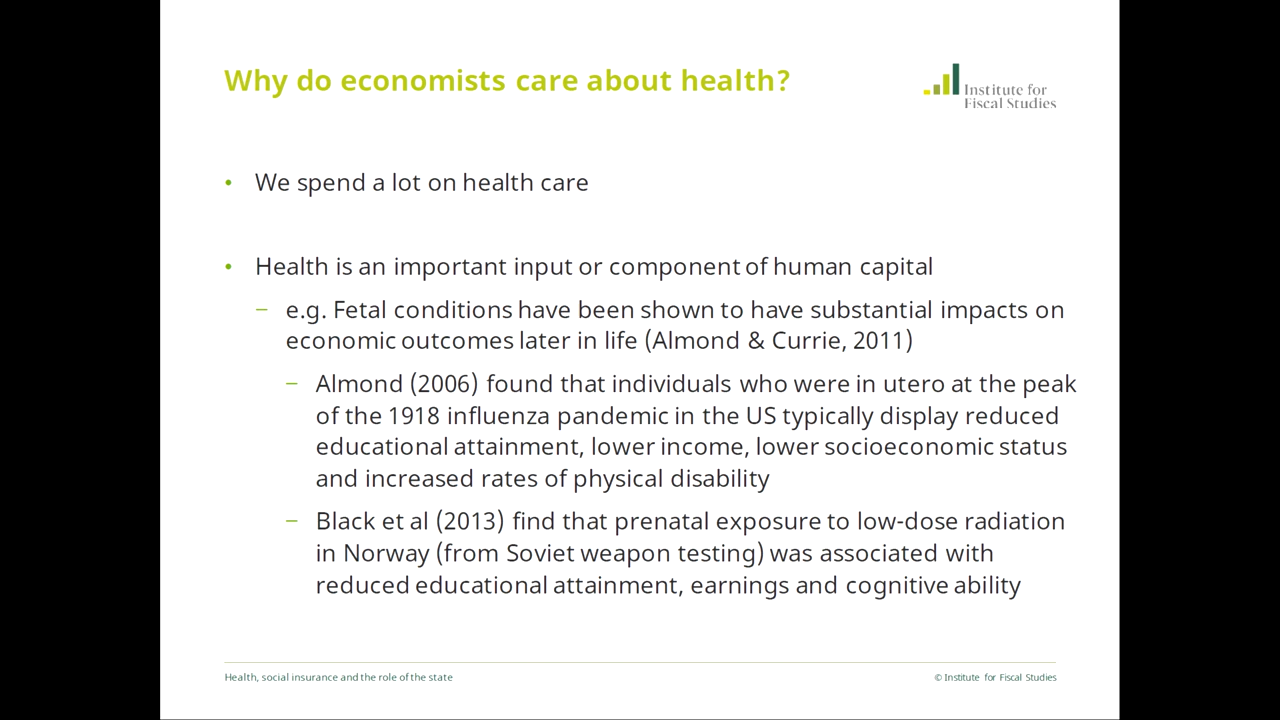 Why do economists care about health?
Institute for
Fiscal Studies
• We spend a lot on health care
• Health is an important input or component of human capital
– e.g. Fetal conditions have been shown to have substantial impacts on
economic outcomes later in life (Almond & Currie, 2011)
– Almond (2006) found that individuals who were in utero at the peak
of the 1918 influenza pandemic in the US typically display reduced
educational attainment, lower income, lower socioeconomic status
and increased rates of physical disability
– Black et al (2013) find that prenatal exposure to low-dose radiation
in Norway (from Soviet weapon testing) was associated with
reduced educational attainment, earnings and cognitive ability
Health, social insurance and the role of the state
© Institute for Fiscal Studies